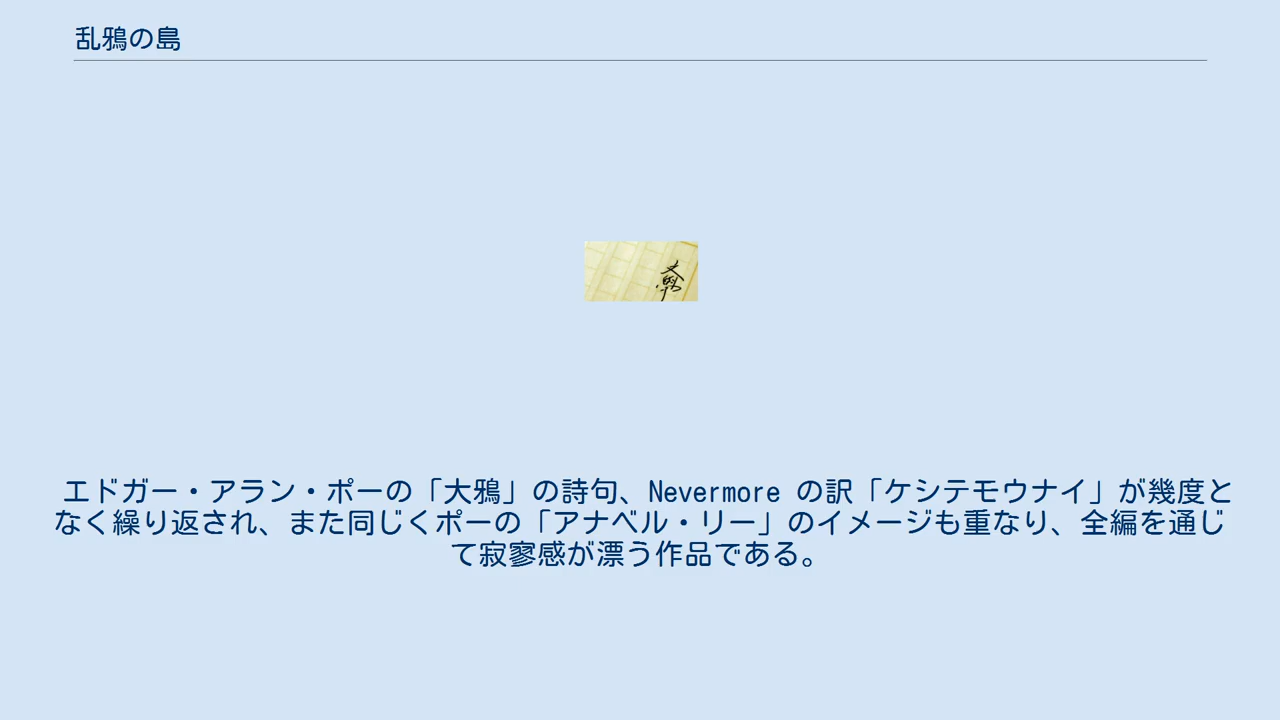 乱鴉の島
エドガー・アラン・ポーの「大鴉」の詩句、Nevermore の訳「ケシテモウナイ」が幾度と
なく繰り返され、また同じくポーの「アナベル・リー」のイメージも重なり、全編を通じ
て寂寥感が漂う作品である。